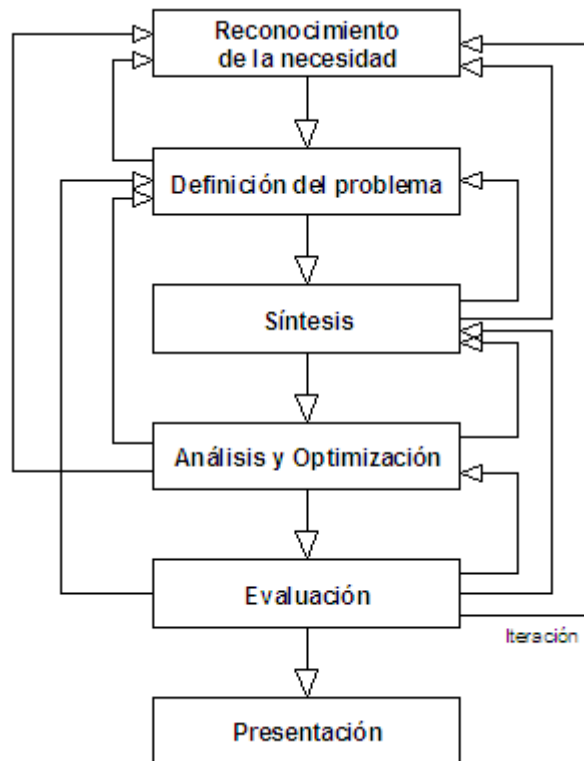 Reconocimiento
de la necesidad
Definición del problema
Síntesis
Análisis y Optimización
Evaluación
Iteración
Presentación